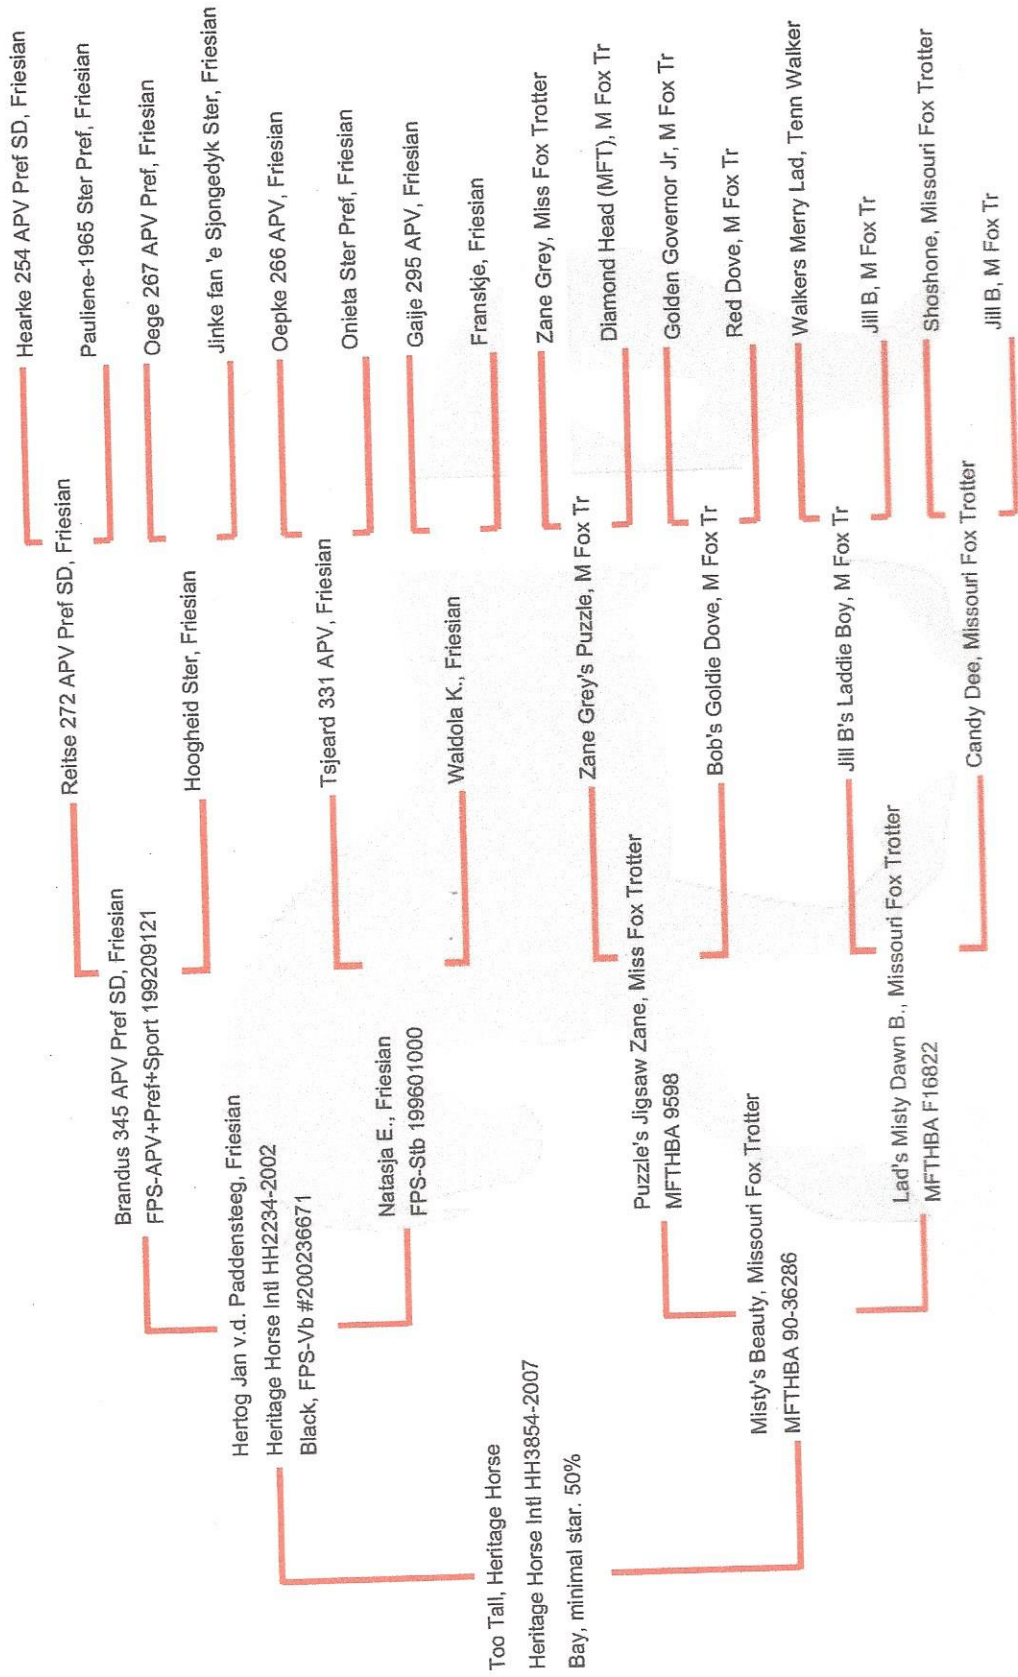 Too Tall, Heritage Horse
Heritage Horse Intl HH3854-2007
Bay, minimal star. 50%
Hertog Jan v.d. Paddensteeg, Friesian
Heritage Horse Intl HH2234-2002
Black, FPS-Vb #200236671
Misty's Beauty, Missouri Fox Trotter
MFTHBA 90-36286
Brandus 345 APV Pref SD, Friesian
FPS-APV+Pref+Sport 199209121
Natasja E., Friesian
FPS-Stb 199601000
Puzzle's Jigsaw Zane, Miss Fox Trotter
MFTHBA 9598
Lad's Misty Dawn B., Missouri Fox Trotter
MFTHBA F16822
Reitse 272 APV Pref SD, Friesian
Hoogheid Ster, Friesian
Tsjeard 331 APV, Friesian
Waldola K., Friesian
Zane Grey's Puzzle, M Fox Tr
Bob's Goldie Dove, M Fox Tr
Jill B's Laddie Boy, M Fox Tr
Candy Dee, Missouri Fox Trotter
Hearke 254 APV Pref SD, Friesian
Pauliene-1965 Ster Pref, Friesian
Oege 267 APV Pref, Friesian
Jinke fan 'e Sjongedyk Ster, Friesian
Oepke 266 APV, Friesian
Onieta Ster Pref, Friesian
Gaije 295 APV, Friesian
Franskje, Friesian
Zane Grey, Miss Fox Trotter
Diamond Head (MFT), M Fox Tr
Golden Governor Jr, M Fox Tr
Red Dove, M Fox Tr
Walkers Merry Lad, Tenn Walker
Jill B, M Fox Tr
Shoshone, Missouri Fox Trotter
Jill B, M Fox Tr